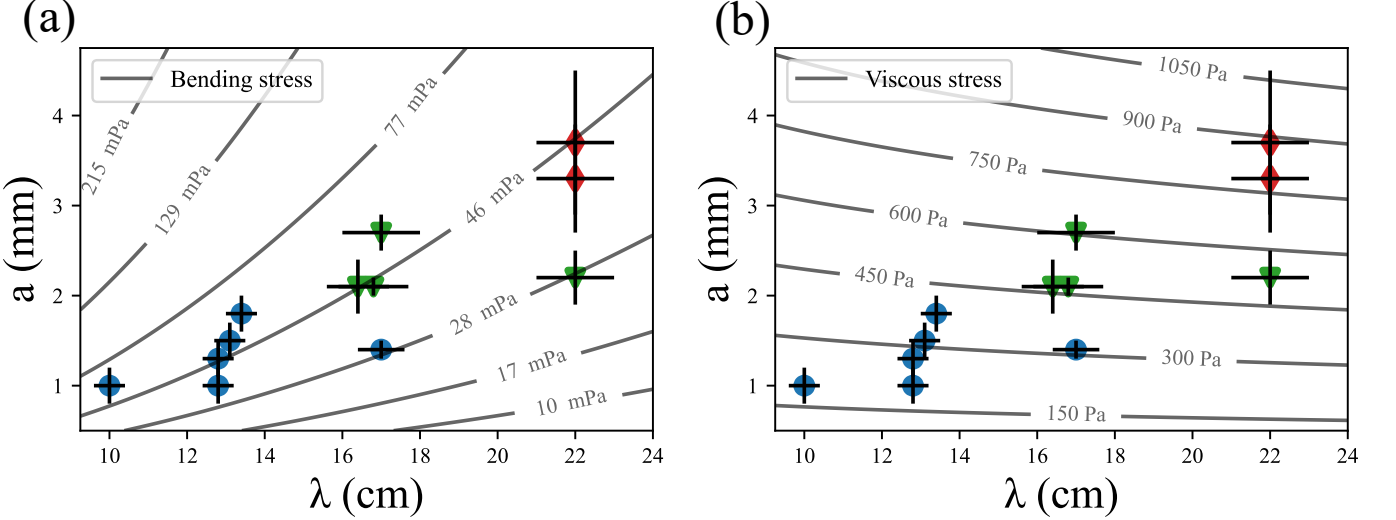 (a)
Bending stress
215 mPa
129 mPa
77 mPa
46 mPa
28 mPa
17 mPa
10 mPa
4
3
2
1
a (mm)
10 12 14 16 18 20 22 24
λ (cm)
(b)
Viscous stress
1050 Pa
900 Pa
750 Pa
600 Pa
450 Pa
300 Pa
150 Pa
4
3
2
1
a (mm)
10 12 14 16 18 20 22 24
λ (cm)